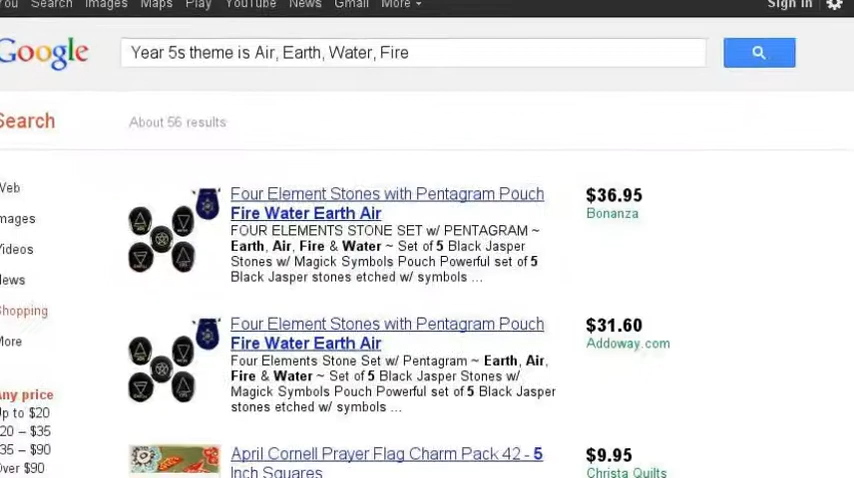 Search Images Maps Play YouTube News Gmail More Sign in
Google
Year 5s theme is Air, Earth, Water, Fire
Search
About 56 results
Web
Images
Videos
News
Shopping
More
Any price
Up to $20
$20 – $35
$35 – $90
Over $90
Four Element Stones with Pentagram Pouch
Fire Water Earth Air
FOUR ELEMENTS STONE SET w/ PENTAGRAM ~
Earth, Air, Fire & Water ~ Set of 5 Black Jasper
Stones w/ Magick Symbols Pouch Powerful set of 5
Black Jasper stones etched w/ symbols ...
$36.95
Bonanza
Four Element Stones with Pentagram Pouch
Fire Water Earth Air
Four Elements Stone Set w/ Pentagram ~ Earth, Air,
Fire & Water ~ Set of 5 Black Jasper Stones w/
Magick Symbols Pouch Powerful set of 5 Black Jasper
stones etched w/ symbols ...
$31.60
Addoway.com
April Cornell Prayer Flag Charm Pack 42 - 5
Inch Squares
$9.95
Christa Quilts